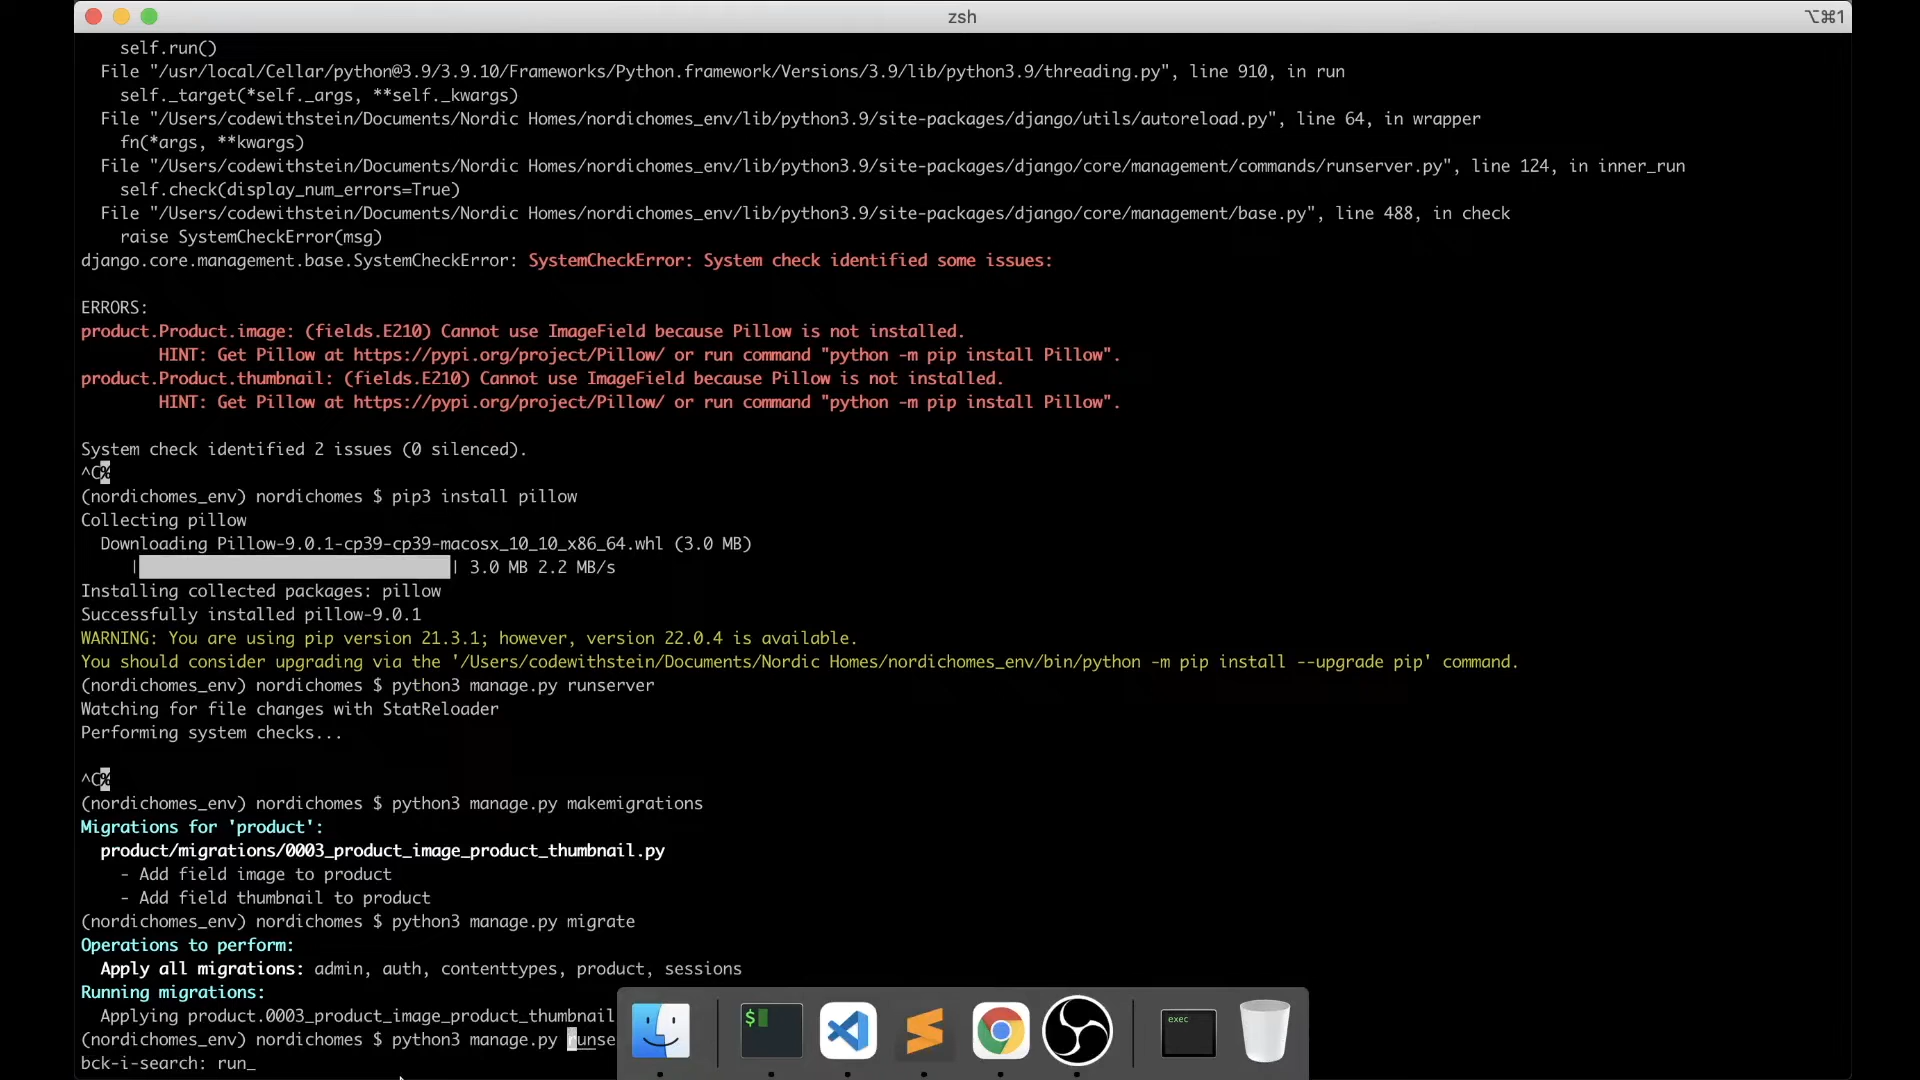 zsh
⌥⌘1
self.run()
File "/usr/local/Cellar/python@3.9/3.9.10/Frameworks/Python.framework/Versions/3.9/lib/python3.9/threading.py", line 910, in run
self._target(*self._args, **self._kwargs)
File "/Users/codewithstein/Documents/Nordic Homes/nordichomes_env/lib/python3.9/site-packages/django/utils/autoreload.py", line 64, in wrapper
fn(*args, **kwargs)
File "/Users/codewithstein/Documents/Nordic Homes/nordichomes_env/lib/python3.9/site-packages/django/core/management/commands/runserver.py", line 124, in inner_run
self.check(display_num_errors=True)
File "/Users/codewithstein/Documents/Nordic Homes/nordichomes_env/lib/python3.9/site-packages/django/core/management/base.py", line 488, in check
raise SystemCheckError(msg)
django.core.management.base.SystemCheckError: SystemCheckError: System check identified some issues:
ERRORS:
product.Product.image: (fields.E210) Cannot use ImageField because Pillow is not installed.
HINT: Get Pillow at https://pypi.org/project/Pillow/ or run command "python -m pip install Pillow".
product.Product.thumbnail: (fields.E210) Cannot use ImageField because Pillow is not installed.
HINT: Get Pillow at https://pypi.org/project/Pillow/ or run command "python -m pip install Pillow".
System check identified 2 issues (0 silenced).
^C%
(nordichomes_env) nordichomes $ pip3 install pillow
Collecting pillow
Downloading Pillow-9.0.1-cp39-cp39-macosx_10_10_x86_64.whl (3.0 MB)
| | 3.0 MB 2.2 MB/s
Installing collected packages: pillow
Successfully installed pillow-9.0.1
WARNING: You are using pip version 21.3.1; however, version 22.0.4 is available.
You should consider upgrading via the '/Users/codewithstein/Documents/Nordic Homes/nordichomes_env/bin/python -m pip install --upgrade pip' command.
(nordichomes_env) nordichomes $ python3 manage.py runserver
Watching for file changes with StatReloader
Performing system checks...
^C%
(nordichomes_env) nordichomes $ python3 manage.py makemigrations
Migrations for 'product':
product/migrations/0003_product_image_product_thumbnail.py
- Add field image to product
- Add field thumbnail to product
(nordichomes_env) nordichomes $ python3 manage.py migrate
Operations to perform:
Apply all migrations: admin, auth, contenttypes, product, sessions
Running migrations:
Applying product.0003_product_image_product_thumbnail
(nordichomes_env) nordichomes $ python3 manage.py runse
bck-i-search: run_
$
exec